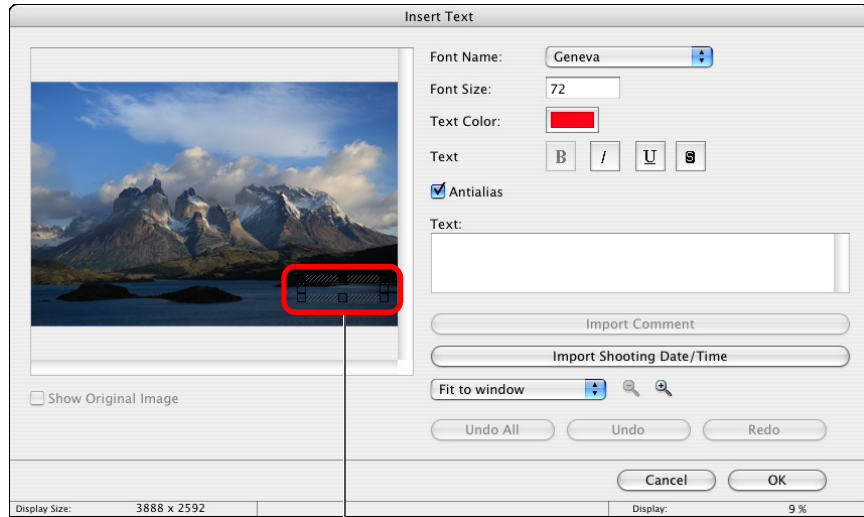 Insert Text
Font Name: Geneva
Font Size: 72
Text Color:
Text B I U S
Antialias
Text:
Import Comment
Import Shooting Date/Time
Fit to window
Show Original Image
Undo All Undo Redo
Cancel OK
Display Size: 3888 x 2592 Display: 9 %